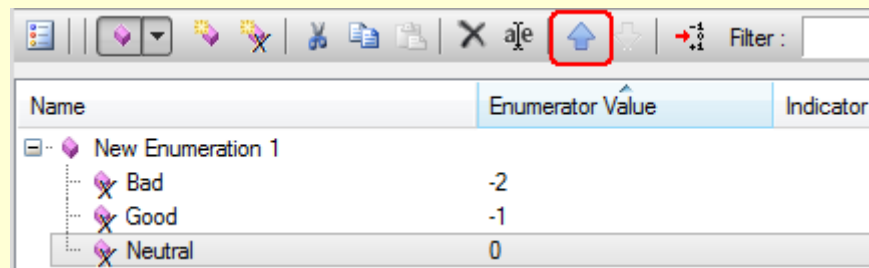 Filter :
Name Enumerator Value Indicator
New Enumeration 1
Bad -2
Good -1
Neutral 0